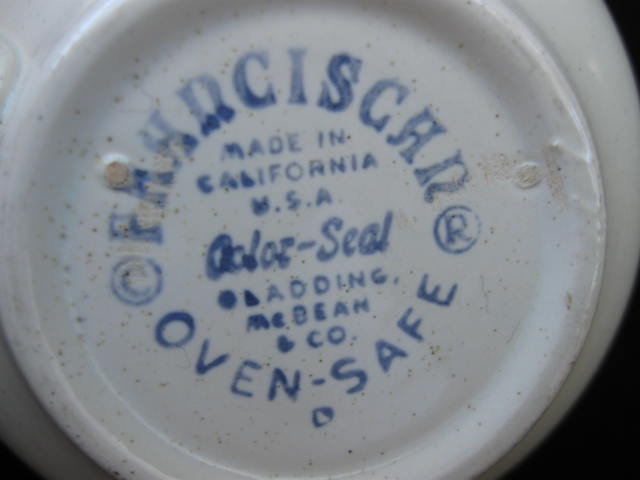 © FRANCISCAN ®
MADE IN
CALIFORNIA
U.S.A.
Color-Seal
GLADDING,
McBEAN
& CO.
OVEN-SAFE
D